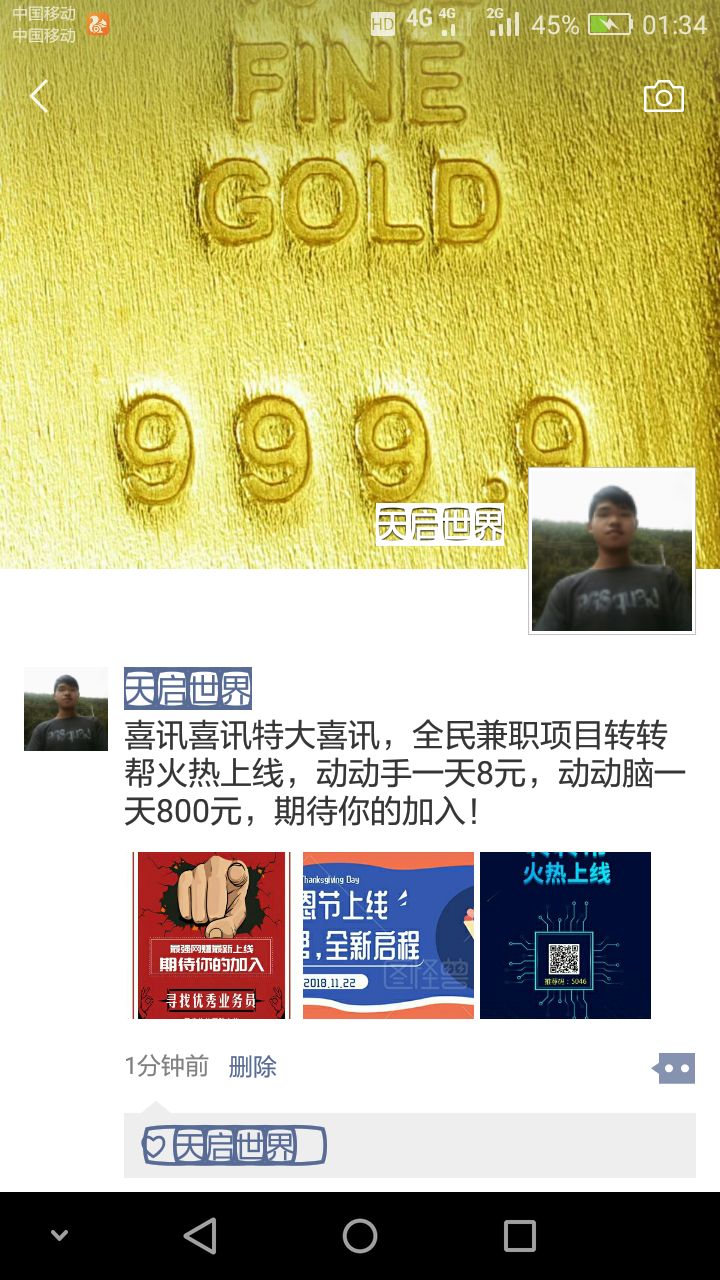 中国移动
中国移动
HD 4G 4G 2G 45% 01:34
FINE
GOLD
999.9
天启世界
天启世界
喜讯喜讯特大喜讯，全民兼职项目转转
帮火热上线，动动手一天8元，动动脑一
天800元，期待你的加入！
最强网赚最新上线
期待你的加入
寻找优秀业务员
Thanksgiving Day
恩节上线
,全新启程
2018.11.22
图怪兽
火热上线
推荐码：5046
1分钟前 删除
天启世界